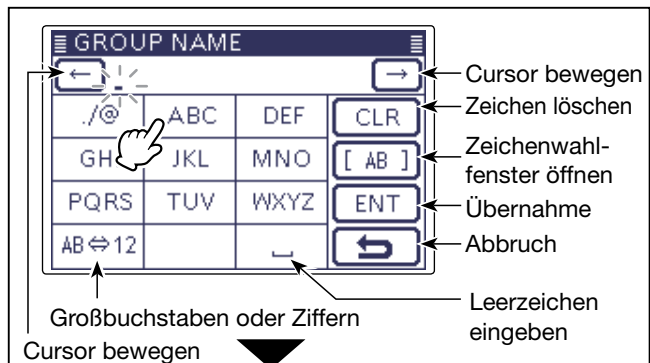 ≣ GROUP NAME ≣
← _ → Cursor bewegen
./@ ABC DEF CLR Zeichen löschen
GH JKL MNO [ AB ] Zeichenwahl-
fenster öffnen
PQRS TUV WXYZ ENT Übernahme
AB⇔12 ␣ ⮌ Abbruch
Großbuchstaben oder Ziffern
Leerzeichen
eingeben
Cursor bewegen